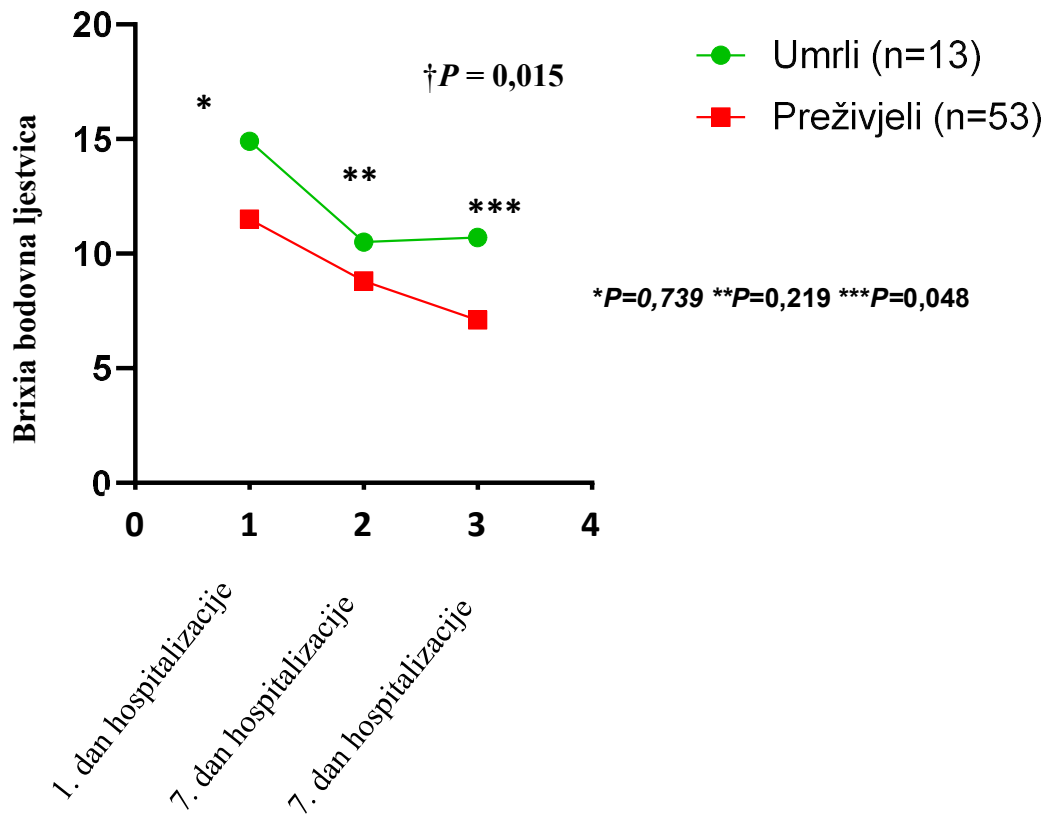 20
15
10
5
0
Brixia bodovna ljestvica
†P = 0,015
*
**
***
Umrli (n=13)
Preživjeli (n=53)
*P=0,739 **P=0,219 ***P=0,048
0 1 2 3 4
1. dan hospitalizacije
7. dan hospitalizacije
7. dan hospitalizacije